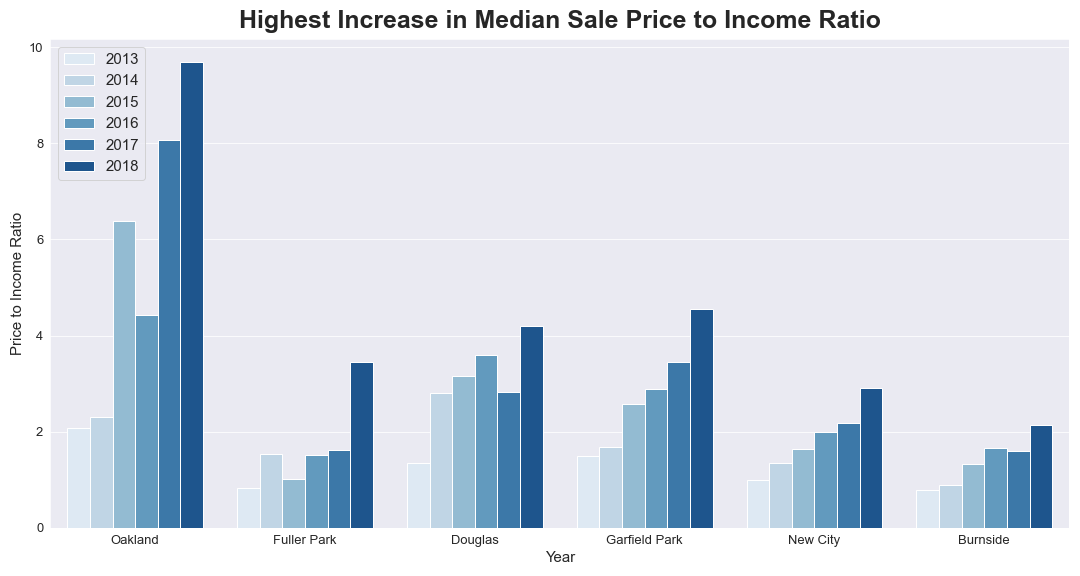 Highest Increase in Median Sale Price to Income Ratio
2013
2014
2015
2016
2017
2018
Price to Income Ratio
10
8
6
4
2
0
Oakland
Fuller Park
Douglas
Garfield Park
New City
Burnside
Year